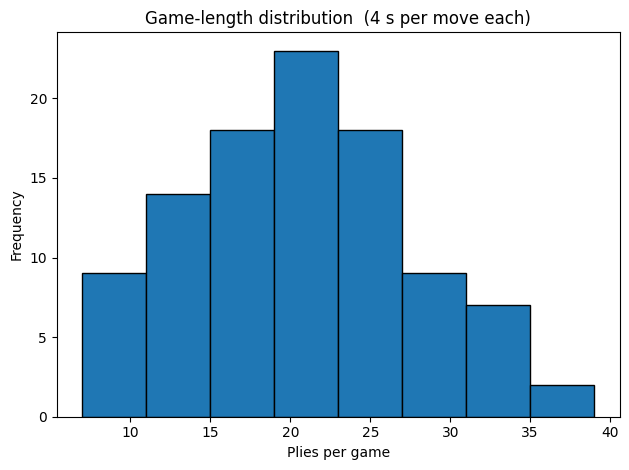 Game-length distribution  (4 s per move each)
Frequency
20
15
10
5
0
10 15 20 25 30 35 40
Plies per game